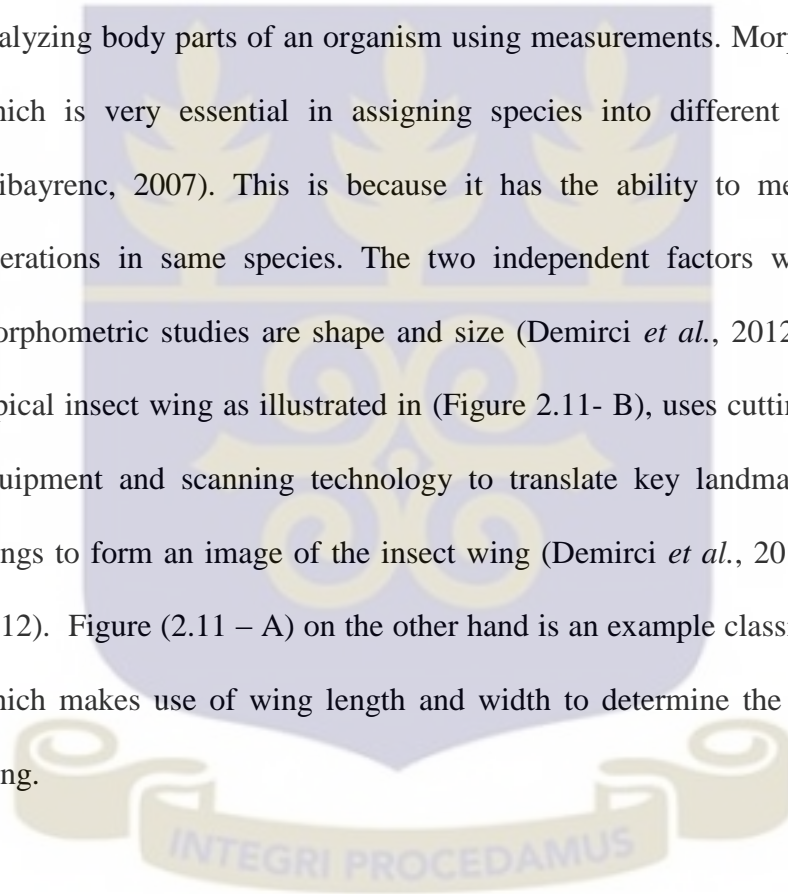 alyzing body parts of an organism using measurements. Morp
hich is very essential in assigning species into different
ibayrenc, 2007). This is because it has the ability to me
erations in same species. The two independent factors w
orphometric studies are shape and size (Demirci et al., 2012
pical insect wing as illustrated in (Figure 2.11- B), uses cuttin
uipment and scanning technology to translate key landma
ngs to form an image of the insect wing (Demirci et al., 20
12). Figure (2.11 – A) on the other hand is an example classi
hich makes use of wing length and width to determine the
ng.
INTEGRI PROCEDAMUS